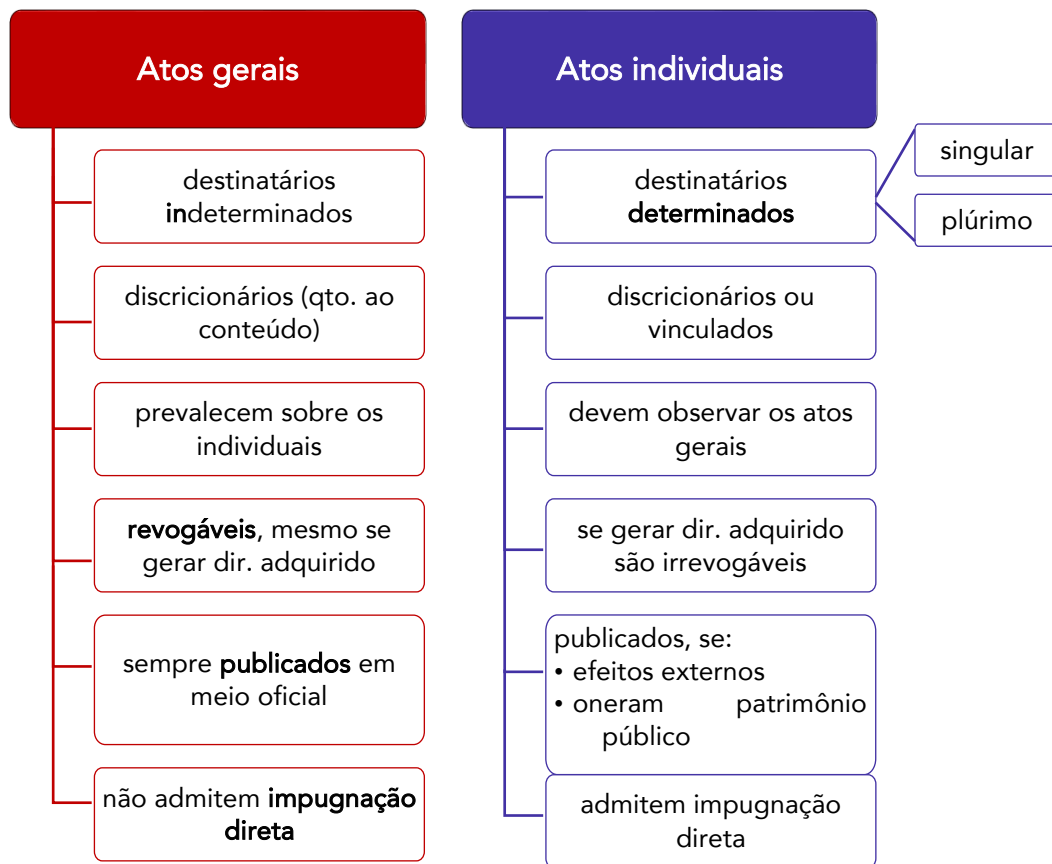 Atos gerais
destinatários
indeterminados
discricionários (qto. ao
conteúdo)
prevalecem sobre os
individuais
revogáveis, mesmo se
gerar dir. adquirido
sempre publicados em
meio oficial
não admitem impugnação
direta
Atos individuais
destinatários
determinados
singular
plúrimo
discricionários ou
vinculados
devem observar os atos
gerais
se gerar dir. adquirido
são irrevogáveis
publicados, se:
• efeitos externos
• oneram patrimônio
público
admitem impugnação
direta